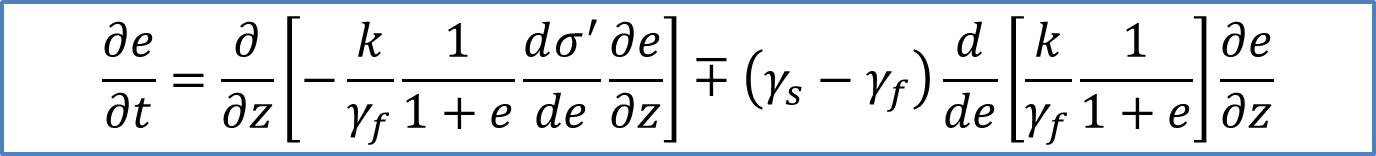 ∂e/∂t = ∂/∂z [−k/γ_f 1/(1 + e) dσ′/de ∂e/∂z] ∓ (γ_s − γ_f) d/de [k/γ_f 1/(1 + e)] ∂e/∂z